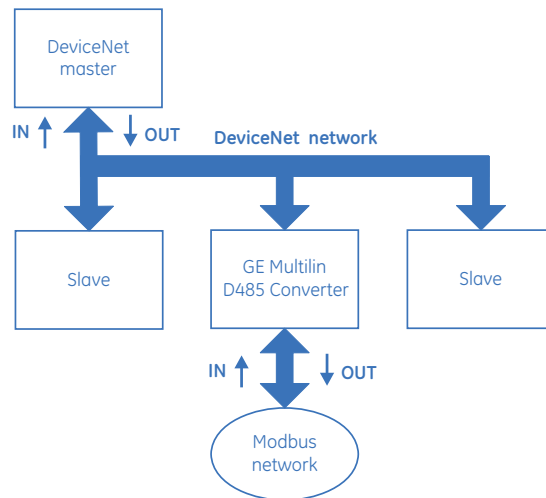 DeviceNet
master
IN
OUT
DeviceNet network
Slave
GE Multilin
D485 Converter
Slave
IN
OUT
Modbus
network